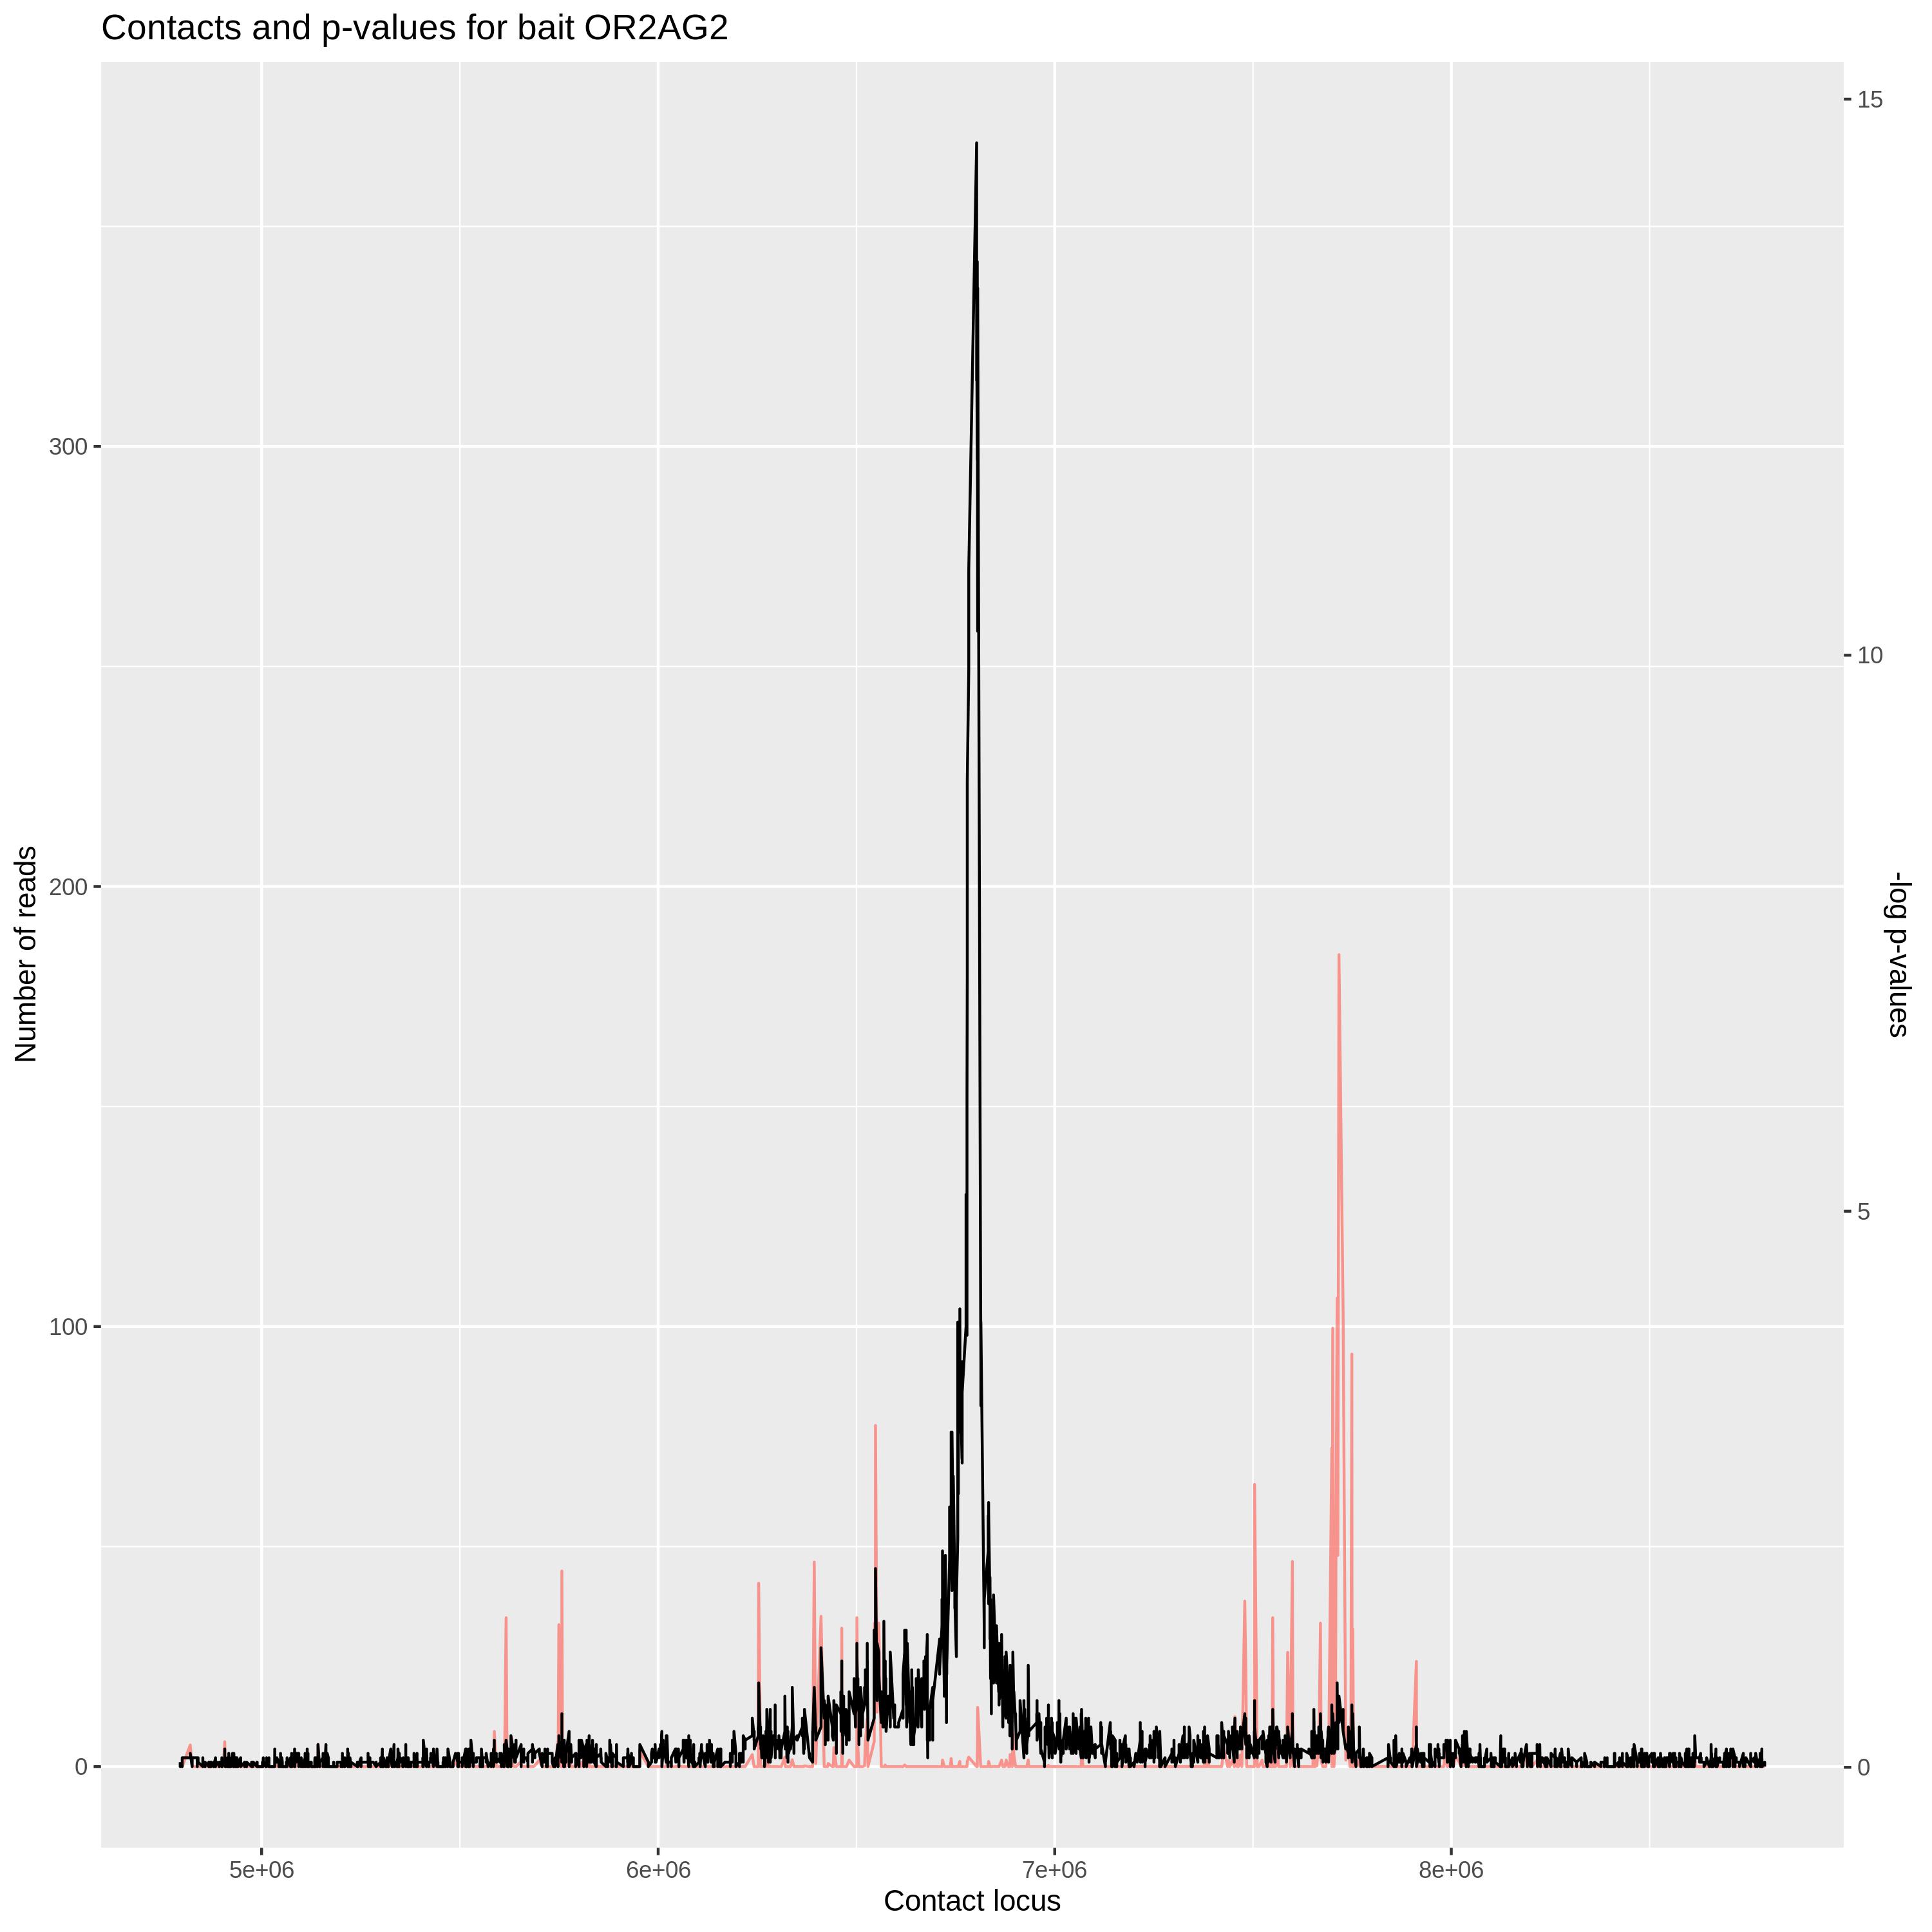 Contacts and p-values for bait OR2AG2
15
300
10
Number of reads
200
-log p-values
5
100
0
0
5e+06
6e+06
7e+06
8e+06
Contact locus